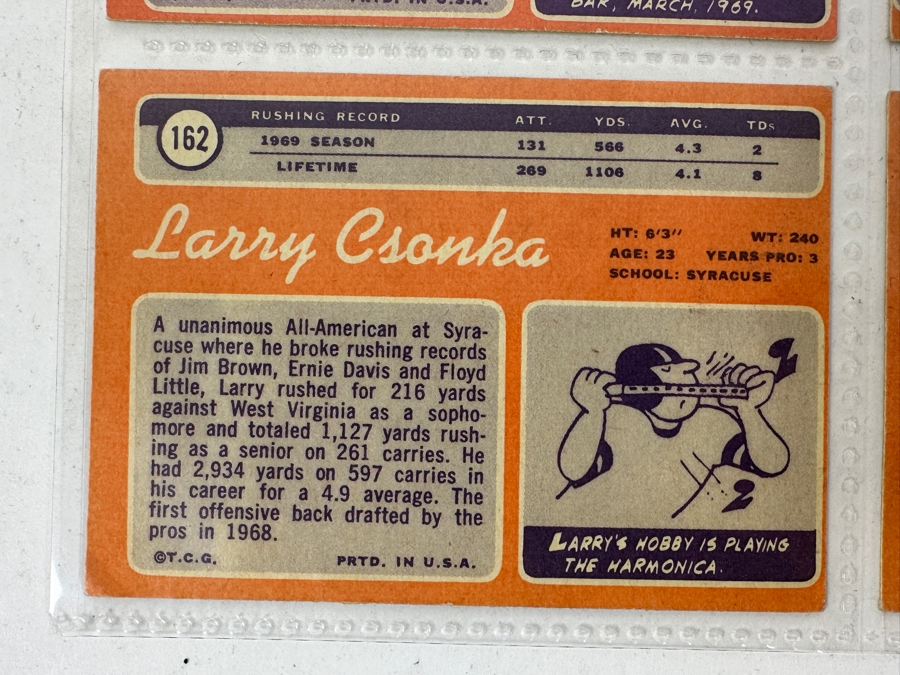 PRTD. IN U.S.A.
BAR, MARCH, 1969.
162
RUSHING RECORD ATT. YDS. AVG. TDs
1969 SEASON 131 566 4.3 2
LIFETIME 269 1106 4.1 8
Larry Csonka
HT: 6'3" WT: 240
AGE: 23 YEARS PRO: 3
SCHOOL: SYRACUSE
A unanimous All-American at Syra-
cuse where he broke rushing records
of Jim Brown, Ernie Davis and Floyd
Little, Larry rushed for 216 yards
against West Virginia as a sopho-
more and totaled 1,127 yards rush-
ing as a senior on 261 carries. He
had 2,934 yards on 597 carries in
his career for a 4.9 average. The
first offensive back drafted by the
pros in 1968.
©T.C.G. PRTD. IN U.S.A.
LARRY'S HOBBY IS PLAYING
THE HARMONICA.